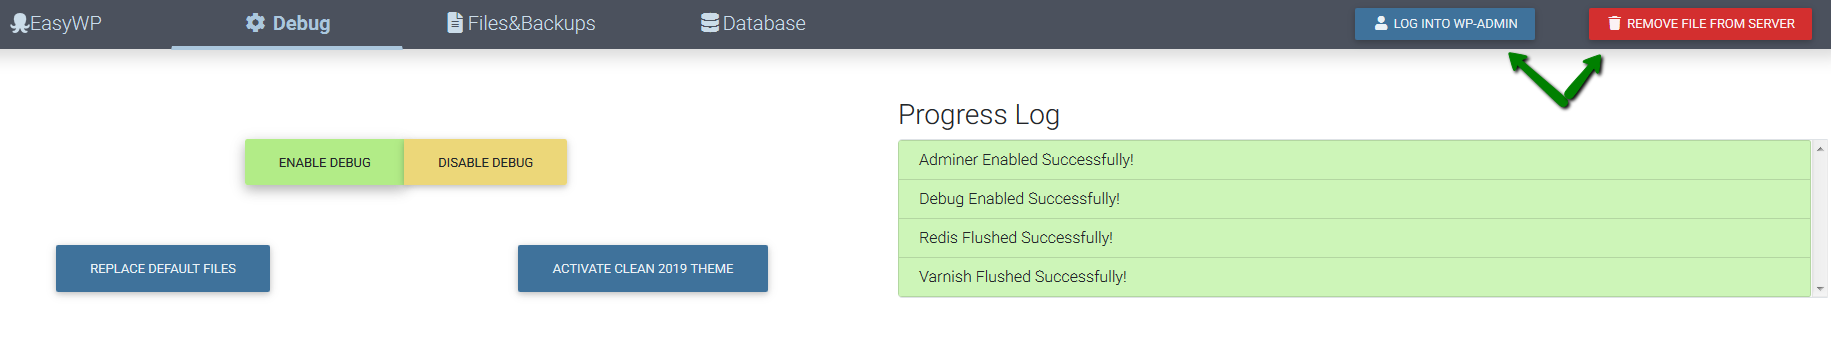 EasyWP
Debug
Files&Backups
Database
LOG INTO WP-ADMIN
REMOVE FILE FROM SERVER
Progress Log
ENABLE DEBUG
DISABLE DEBUG
Adminer Enabled Successfully!
Debug Enabled Successfully!
Redis Flushed Successfully!
Varnish Flushed Successfully!
REPLACE DEFAULT FILES
ACTIVATE CLEAN 2019 THEME